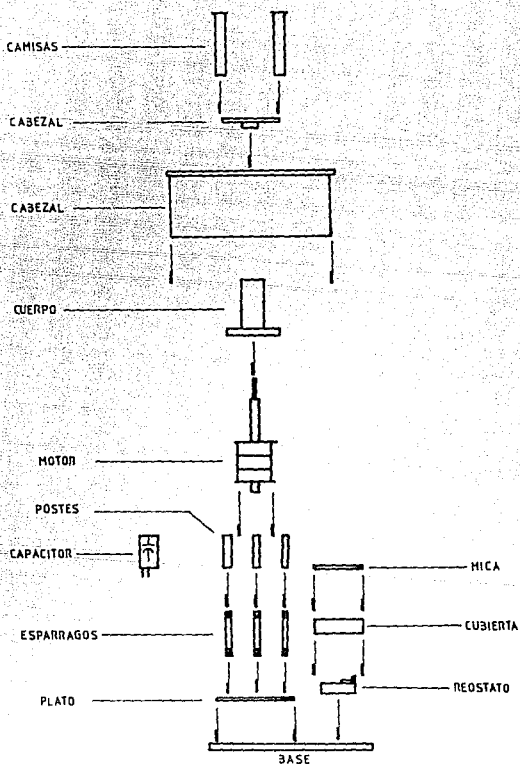 CAMISAS
CABEZAL
CABEZAL
CUERPO
MOTOR
POSTES
CAPACITOR
MICA
ESPARRAGOS
CUBIERTA
PLATO
REOSTATO
BASE